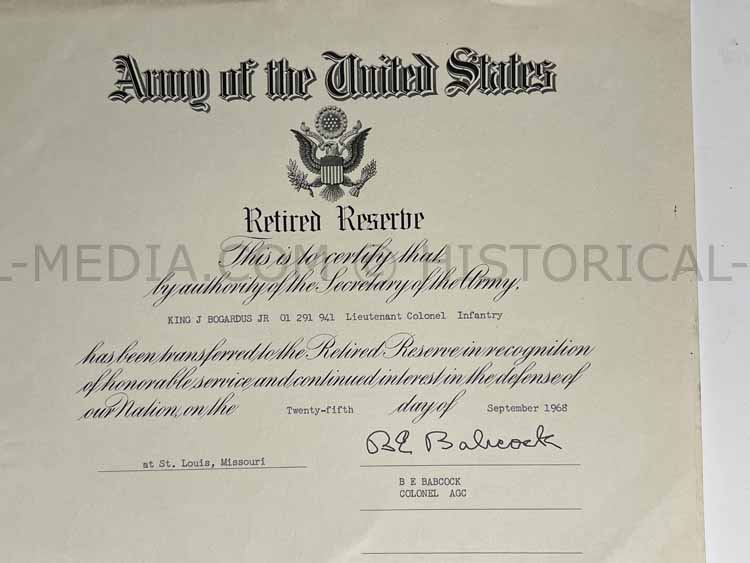 Army of the United States
Retired Reserve
This is to certify that
L-MEDIA.COM © HISTORICAL-
by authority of the Secretary of the Army,
KING J BOGARDUS JR 01 291 941 Lieutenant Colonel Infantry
has been transferred to the Retired Reserve in recognition
of honorable service and continued interest in the defense of
our Nation, on the Twenty-fifth day of September 1968
BE Babcock
at St. Louis, Missouri
B E BABCOCK
COLONEL AGC